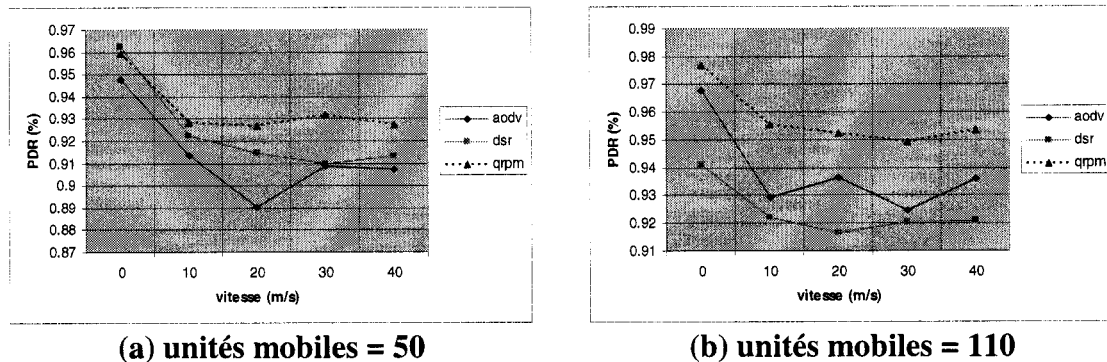 0.97
0.96
0.95
0.94
0.93
0.92
0.91
0.9
0.89
0.88
0.87
PDR (%)
0 10 20 30 40
vitesse (m/s)
aodv
dsr
qrpm
(a) unités mobiles = 50
0.99
0.98
0.97
0.96
0.95
0.94
0.93
0.92
0.91
PDR (%)
0 10 20 30 40
vitesse (m/s)
aodv
dsr
qrpm
(b) unités mobiles = 110